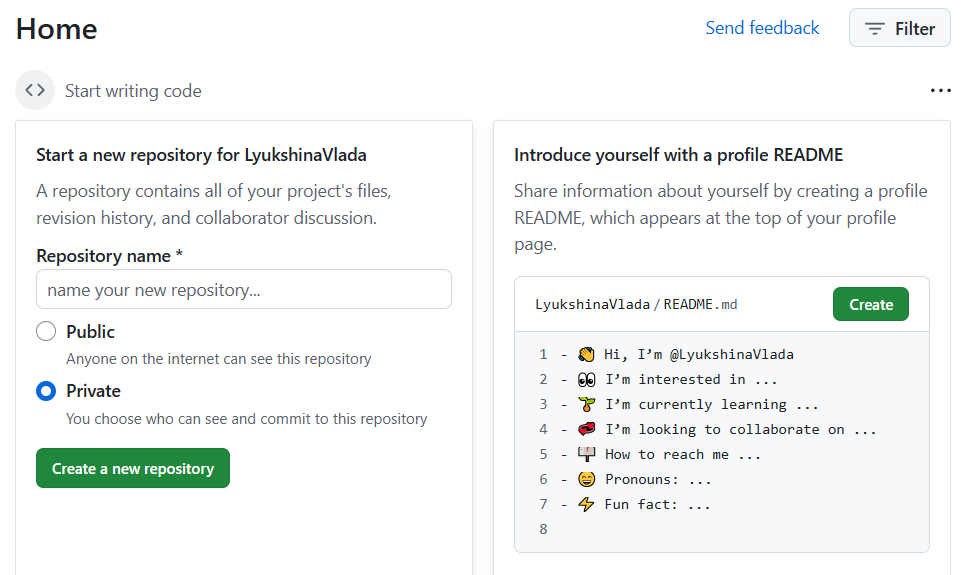 Home
Send feedback
Filter
Start writing code
Start a new repository for LyukshinaVlada
A repository contains all of your project's files,
revision history, and collaborator discussion.
Repository name *
name your new repository...
Public
Anyone on the internet can see this repository
Private
You choose who can see and commit to this repository
Create a new repository
Introduce yourself with a profile README
Share information about yourself by creating a profile
README, which appears at the top of your profile
page.
LyukshinaVlada/README.md
Create
1 - 👋 Hi, I’m @LyukshinaVlada
2 - 👀 I’m interested in ...
3 - 🌱 I’m currently learning ...
4 - 💞️ I’m looking to collaborate on ...
5 - 📫 How to reach me ...
6 - 😄 Pronouns: ...
7 - ⚡ Fun fact: ...
8